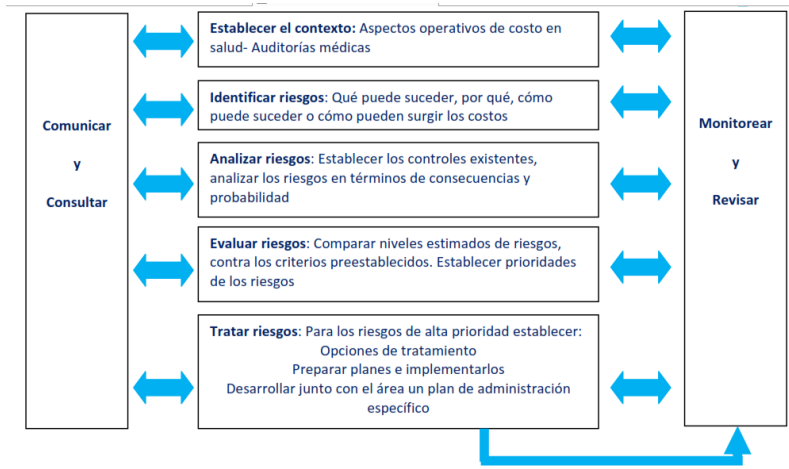 Comunicar
y
Consultar
Establecer el contexto: Aspectos operativos de costo en
salud- Auditorías médicas
Identificar riesgos: Qué puede suceder, por qué, cómo
puede suceder o cómo pueden surgir los costos
Analizar riesgos: Establecer los controles existentes,
analizar los riesgos en términos de consecuencias y
probabilidad
Evaluar riesgos: Comparar niveles estimados de riesgos,
contra los criterios preestablecidos. Establecer prioridades
de los riesgos
Tratar riesgos: Para los riesgos de alta prioridad establecer:
Opciones de tratamiento
Preparar planes e implementarlos
Desarrollar junto con el área un plan de administración
específico
Monitorear
y
Revisar